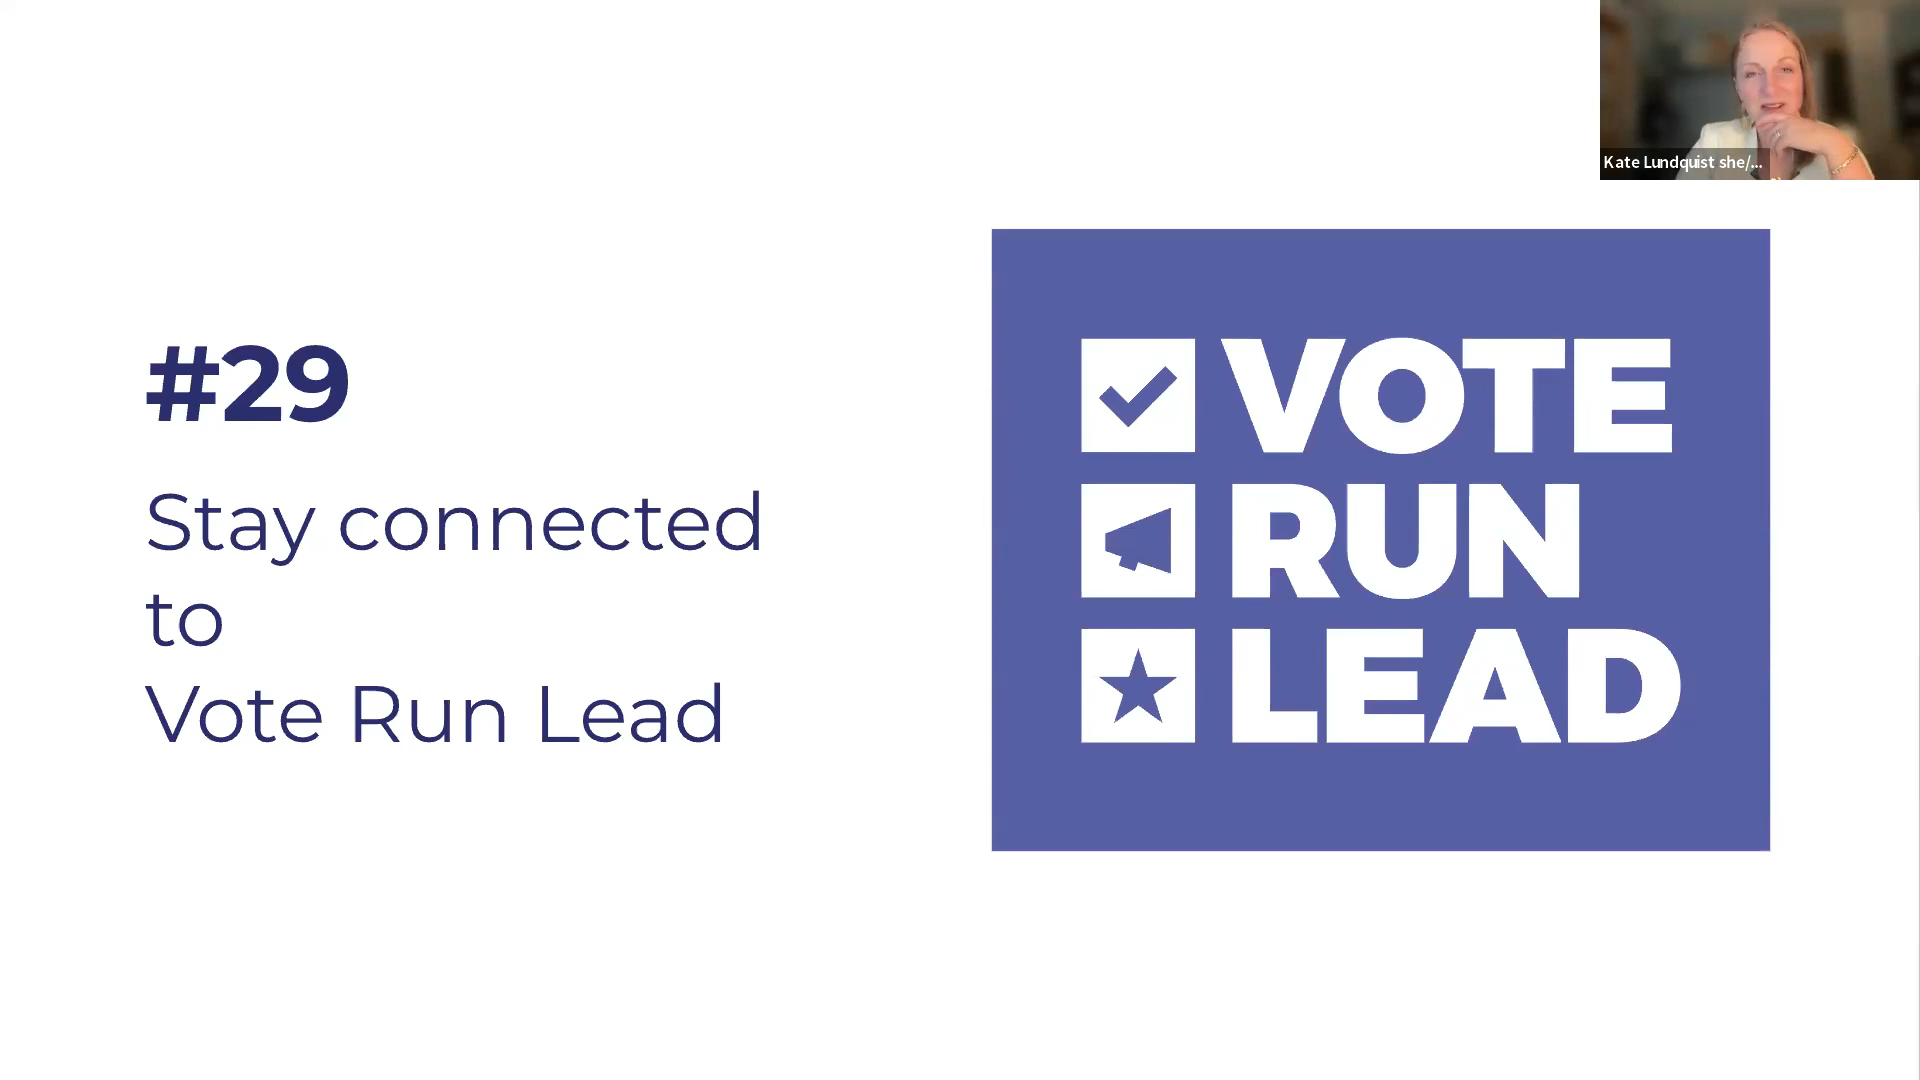 Kate Lundquist she/...
#29
Stay connected
to
Vote Run Lead
VOTE
RUN
LEAD